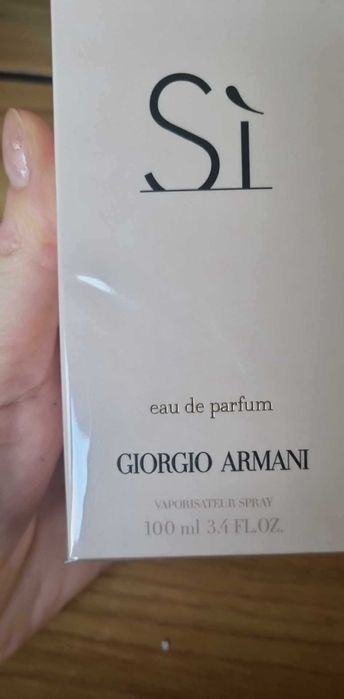 Sì
eau de parfum
GIORGIO ARMANI
VAPORISATEUR SPRAY
100 ml 3.4 FL.OZ.